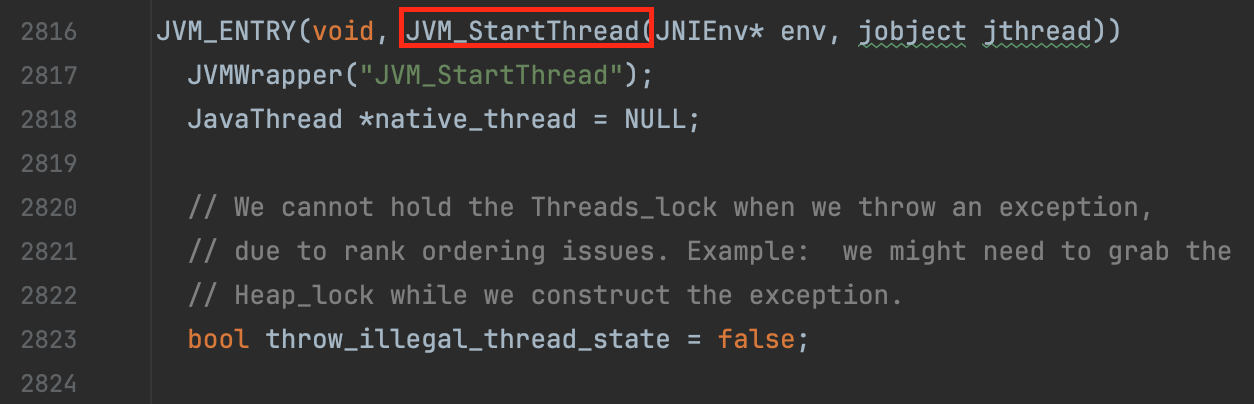 2816 JVM_ENTRY(void, JVM_StartThread(JNIEnv* env, jobject jthread))
2817 JVMWrapper("JVM_StartThread");
2818 JavaThread *native_thread = NULL;
2819
2820 // We cannot hold the Threads_lock when we throw an exception,
2821 // due to rank ordering issues. Example:  we might need to grab the
2822 // Heap_lock while we construct the exception.
2823 bool throw_illegal_thread_state = false;
2824